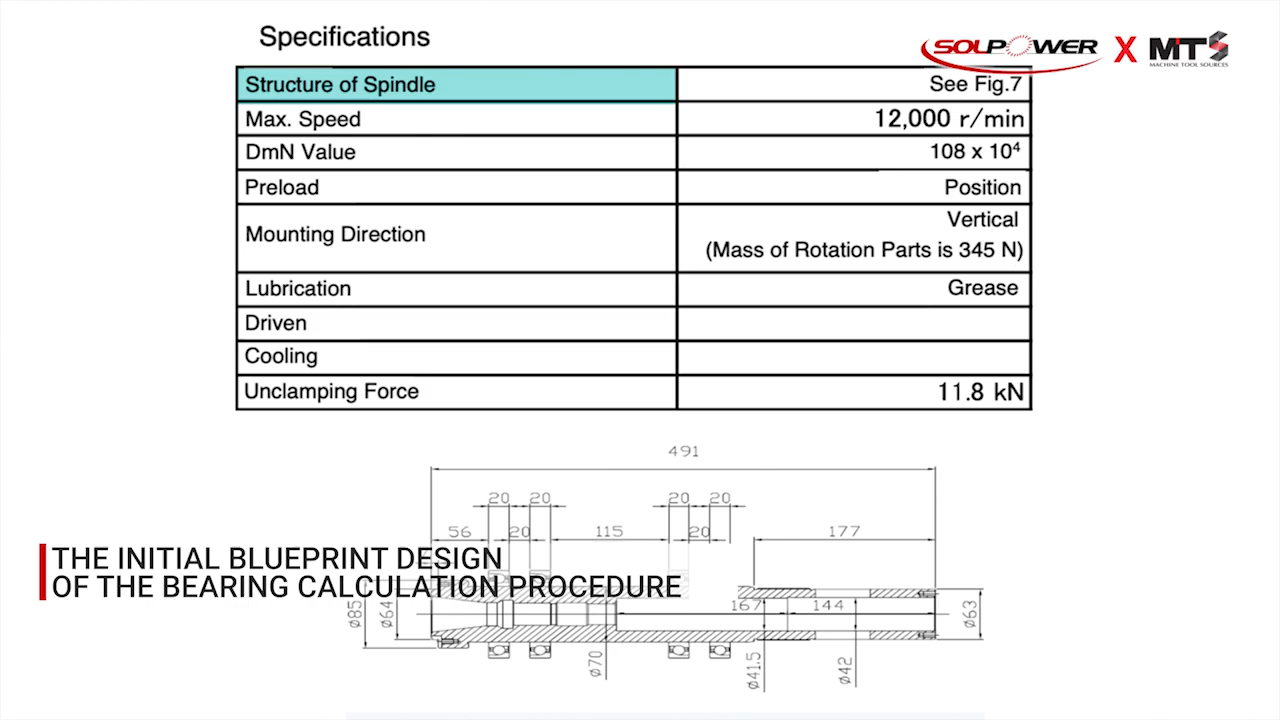 Specifications
SOLPOWER X MTS
MACHINE TOOL SOURCES
Structure of Spindle See Fig.7
Max. Speed 12,000 r/min
DmN Value 108 x 10⁴
Preload Position
Mounting Direction Vertical
(Mass of Rotation Parts is 345 N)
Lubrication Grease
Driven
Cooling
Unclamping Force 11.8 kN
491
20 20 20 20
56 20 115 20 177
THE INITIAL BLUEPRINT DESIGN
OF THE BEARING CALCULATION PROCEDURE
167 144
ø85 ø64 ø63
ø70 ø41.5 ø42